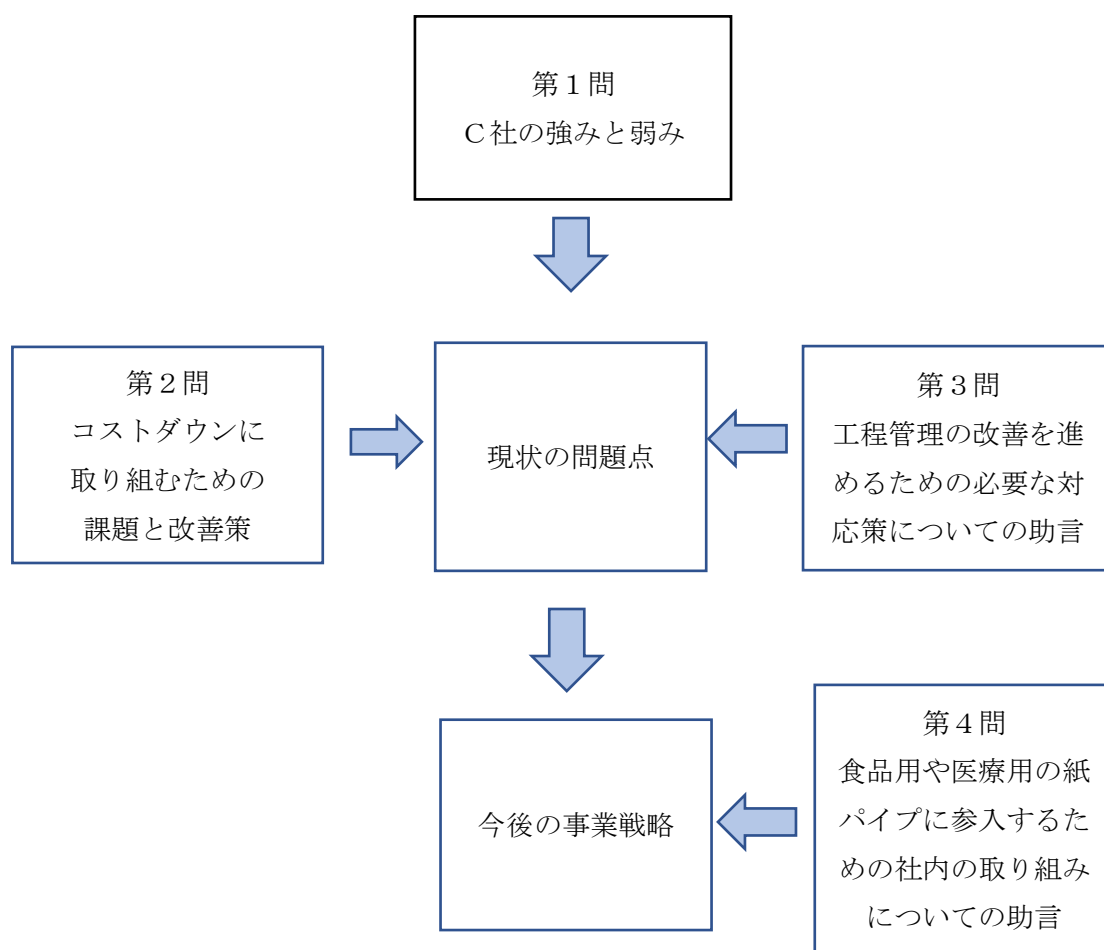 第１問
Ｃ社の強みと弱み
第２問
コストダウンに
取り組むための
課題と改善策
現状の問題点
第３問
工程管理の改善を進
めるための必要な対
応策についての助言
今後の事業戦略
第４問
食品用や医療用の紙
パイプに参入するた
めの社内の取り組み
についての助言